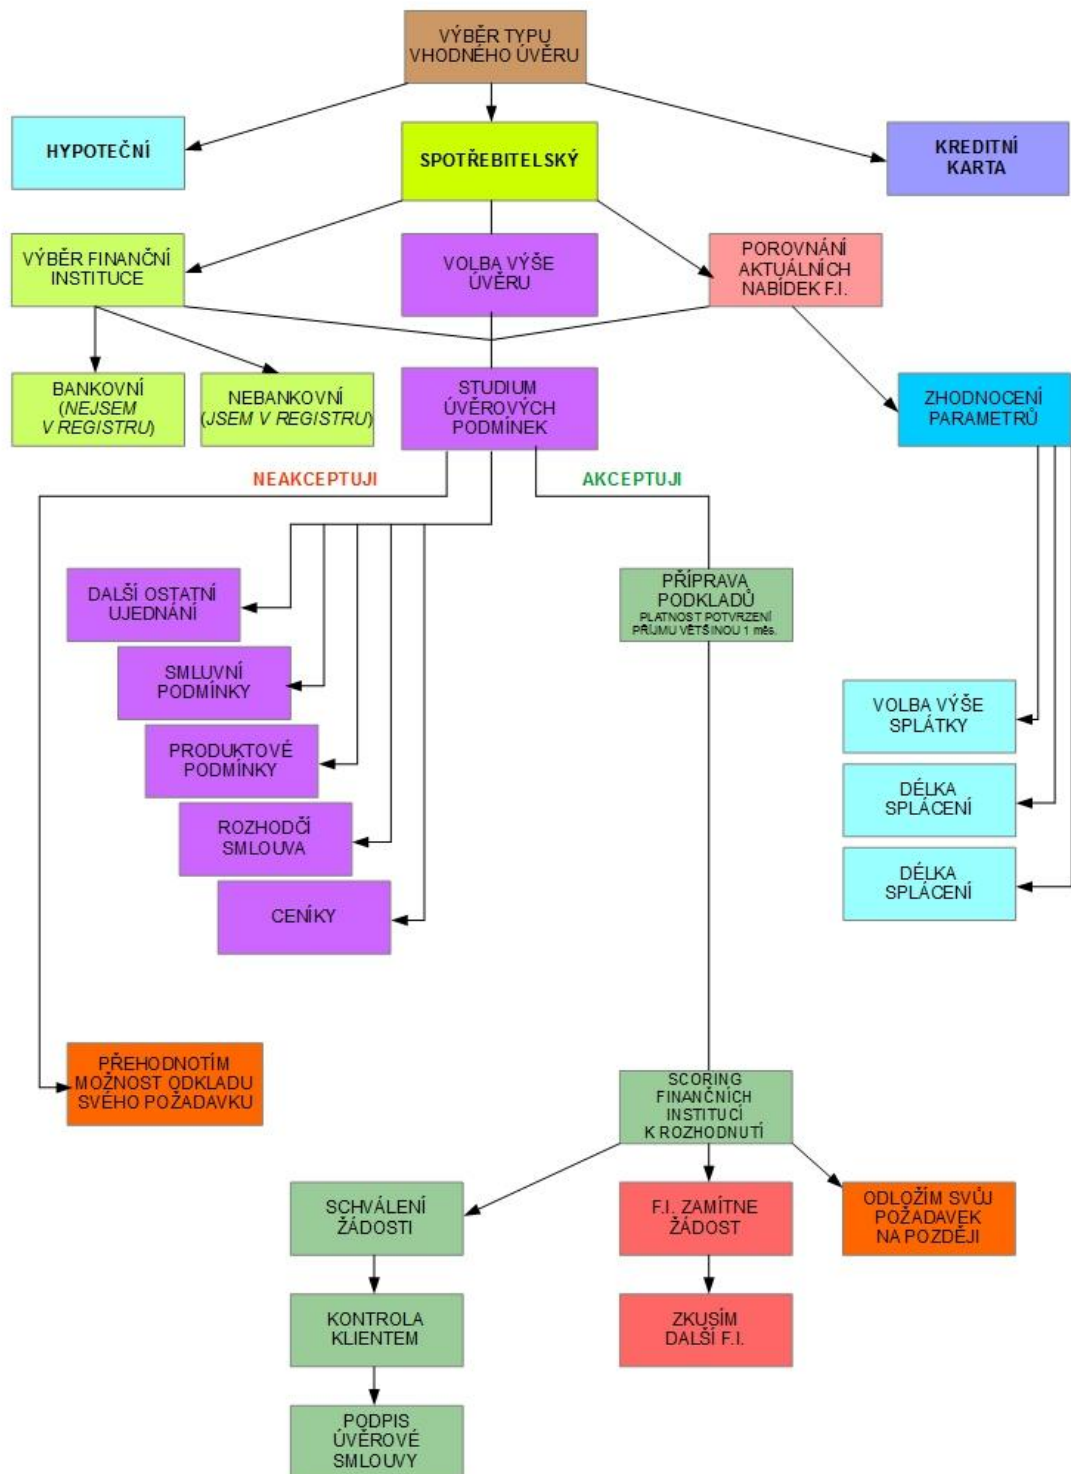 VÝBĚR TYPU
VHODNÉHO ÚVĚRU
HYPOTEČNÍ
SPOTŘEBITELSKÝ
KREDITNÍ
KARTA
VÝBĚR FINANČNÍ
INSTITUCE
VOLBA VÝŠE
ÚVĚRU
POROVNÁNÍ
AKTUÁLNÍCH
NABÍDEK F.I.
BANKOVNÍ
(NEJSEM
V REGISTRU)
NEBANKOVNÍ
(JSEM V REGISTRU)
STUDIUM
ÚVĚROVÝCH
PODMÍNEK
ZHODNOCENÍ
PARAMETRŮ
NEAKCEPTUJI
AKCEPTUJI
DALŠÍ OSTATNÍ
UJEDNÁNÍ
PŘÍPRAVA
PODKLADŮ
PLATNOST POTVRZENÍ
PŘÍJMU VĚTŠINOU 1 měs.
SMLUVNÍ
PODMÍNKY
VOLBA VÝŠE
SPLÁTKY
PRODUKTOVÉ
PODMÍNKY
DÉLKA
SPLÁCENÍ
ROZHODČÍ
SMLOUVA
DÉLKA
SPLÁCENÍ
CENÍKY
PŘEHODNOTÍM
MOŽNOST ODKLADU
SVÉHO POŽADAVKU
SCORING
FINANČNÍCH
INSTITUCÍ
K ROZHODNUTÍ
SCHVÁLENÍ
ŽÁDOSTI
F.I. ZAMÍTNE
ŽÁDOST
ODLOŽÍM SVŮJ
POŽADAVEK
NA POZDĚJI
KONTROLA
KLIENTEM
ZKUSÍM
DALŠÍ F.I.
PODPIS
ÚVĚROVÉ
SMLOUVY